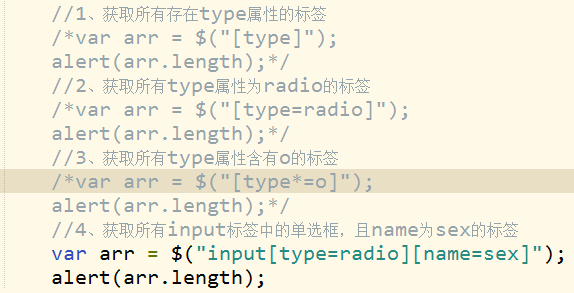 //1、获取所有存在type属性的标签
/*var arr = $("[type]");
alert(arr.length);*/
//2、获取所有type属性为radio的标签
/*var arr = $("[type=radio]");
alert(arr.length);*/
//3、获取所有type属性含有o的标签
/*var arr = $("[type*=o]");
alert(arr.length);*/
//4、获取所有input标签中的单选框，且name为sex的标签
var arr = $("input[type=radio][name=sex]");
alert(arr.length);